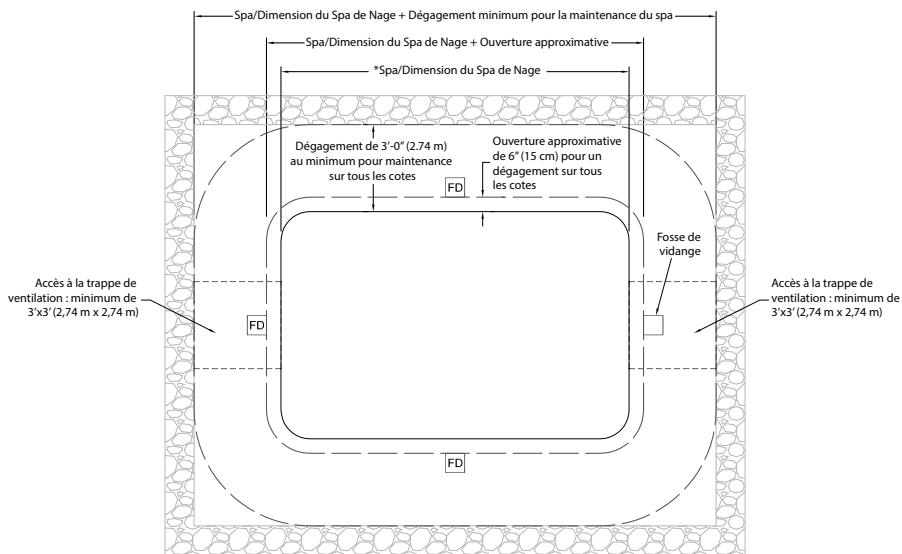 Spa/Dimension du Spa de Nage + Dégagement minimum pour la maintenance du spa
Spa/Dimension du Spa de Nage + Ouverture approximative
*Spa/Dimension du Spa de Nage
Dégagement de 3'-0" (2.74 m)
au minimum pour maintenance
sur tous les cotes
Ouverture approximative
de 6" (15 cm) pour un
dégagement sur tous
les cotes
FD
Fosse de
vidange
Accès à la trappe de
ventilation : minimum de
3'x3' (2,74 m x 2,74 m)
FD
Accès à la trappe de
ventilation : minimum de
3'x3' (2,74 m x 2,74 m)
FD